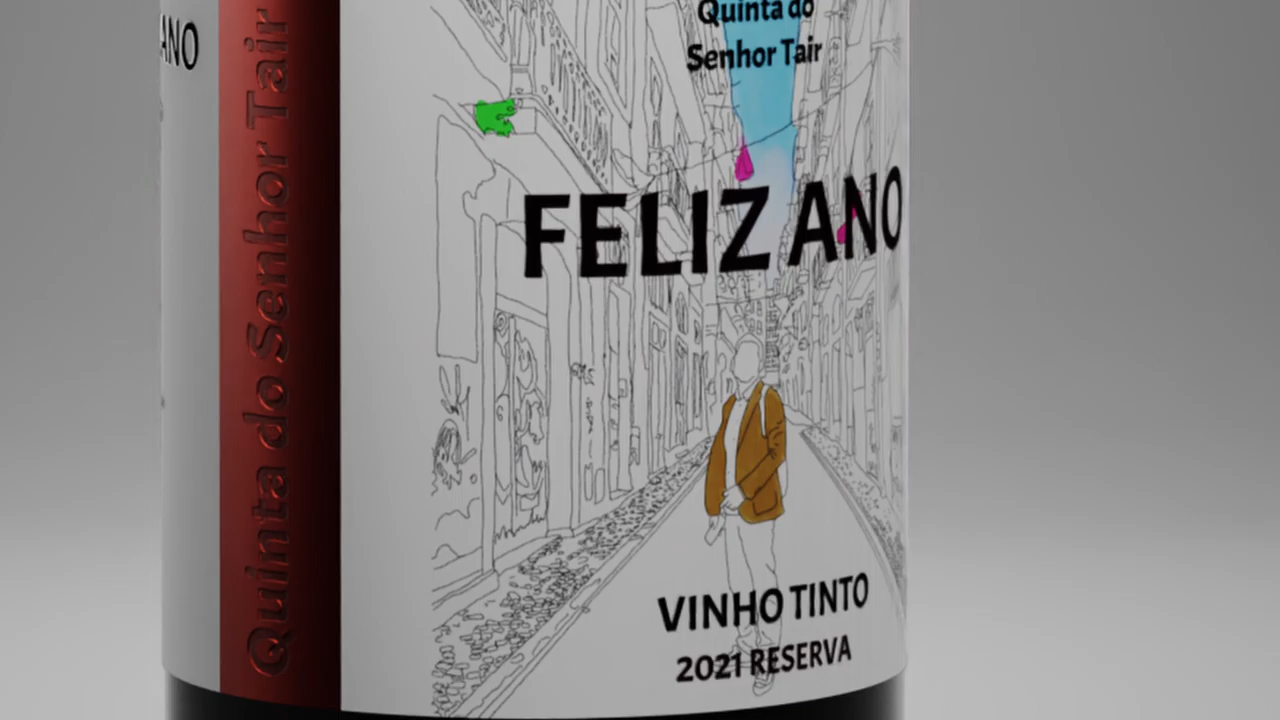 ANO
Quinta do Senhor Tair
Quinta do
Senhor Tair
FELIZ ANO
VINHO TINTO
2021 RESERVA